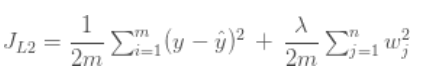 J_{L2} = \frac{1}{2m} \sum_{i=1}^{m} (y - \hat{y})^2 + \frac{\lambda}{2m} \sum_{j=1}^{n} w_j^2